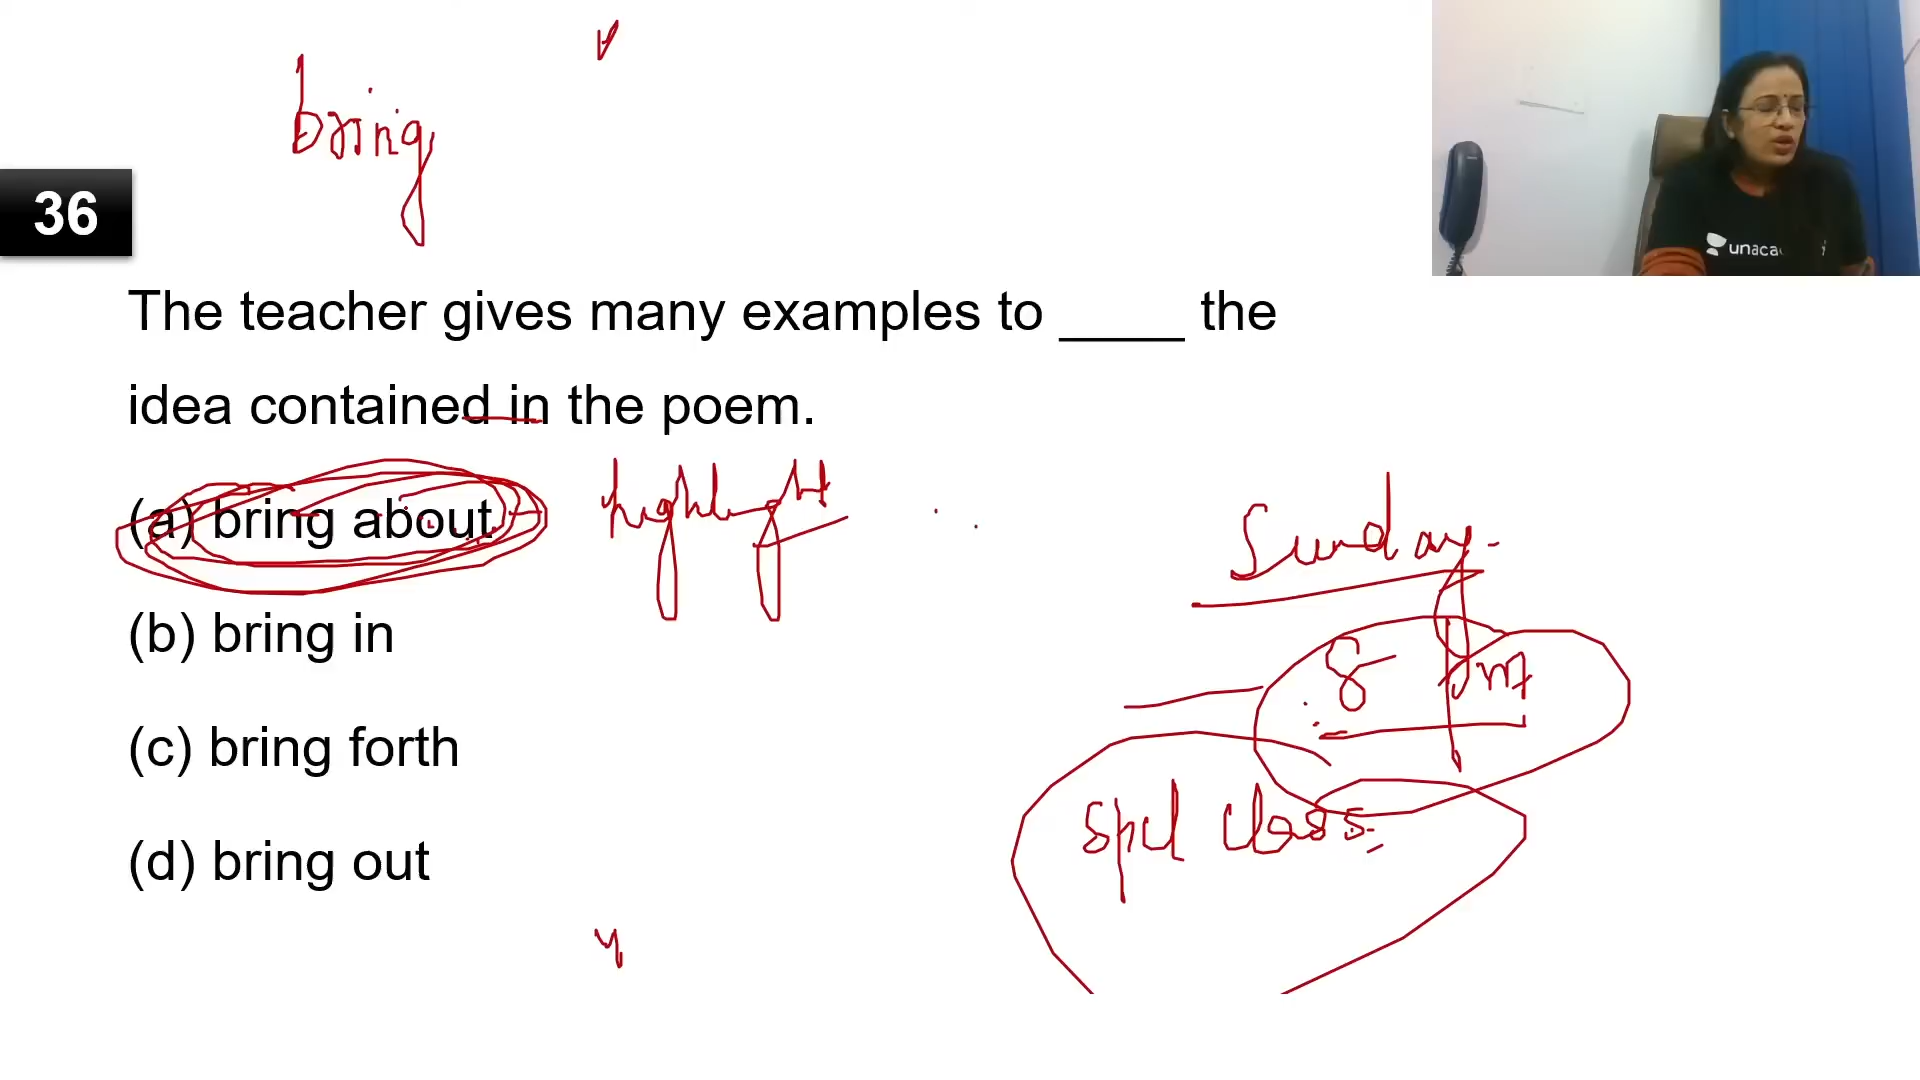 bring
36
unaca
The teacher gives many examples to _____ the
idea contained in the poem.
(a) bring about
highlight
Sunday
(b) bring in
8 pm
(c) bring forth
spcl class
(d) bring out